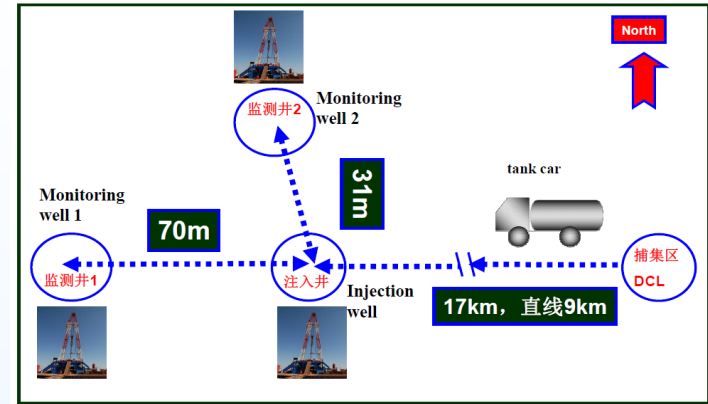 North
监测井2
Monitoring
well 2
31m
tank car
Monitoring
well 1
70m
监测井1
注入井
Injection
well
捕集区
DCL
17km，直线9km